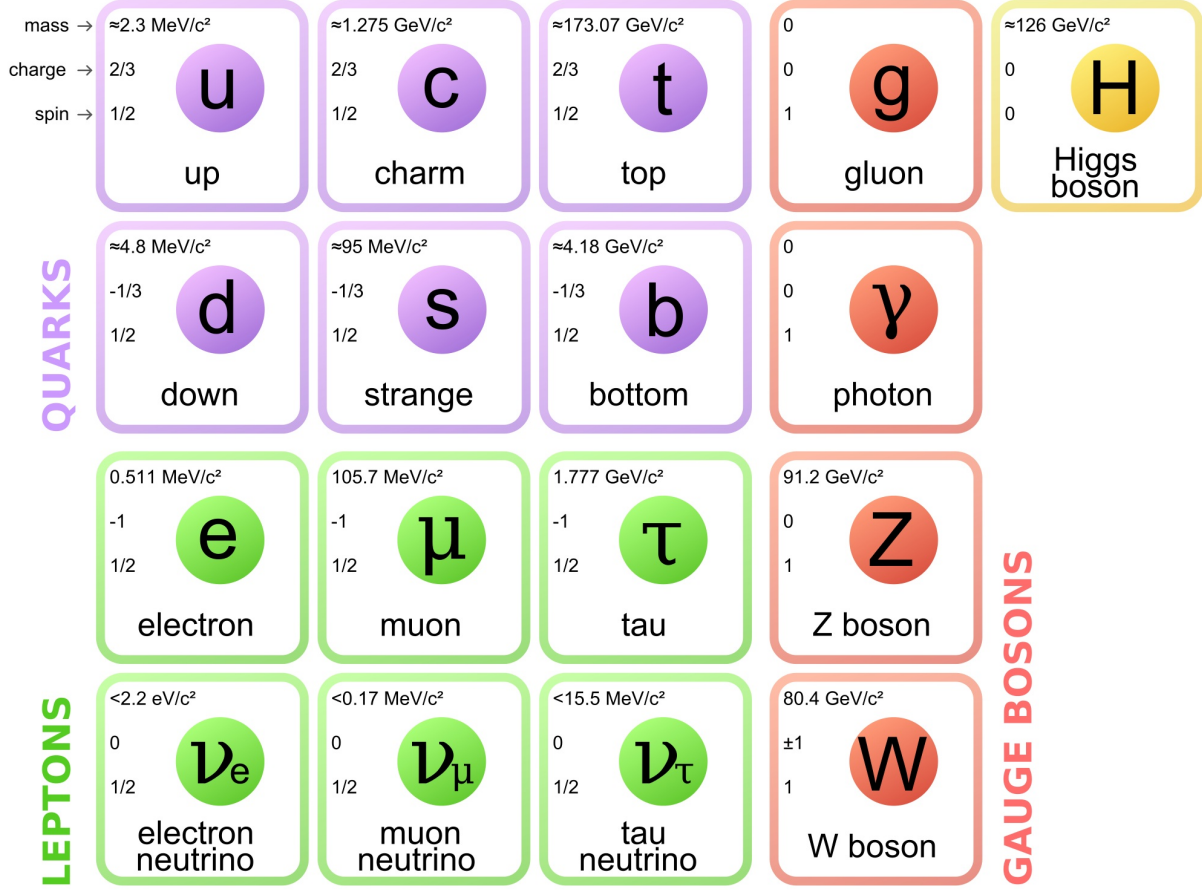 mass →
charge →
spin →
≈2.3 MeV/c²
2/3
1/2
u
up
≈1.275 GeV/c²
2/3
1/2
c
charm
≈173.07 GeV/c²
2/3
1/2
t
top
0
0
1
g
gluon
≈126 GeV/c²
0
0
H
Higgs
boson
QUARKS
≈4.8 MeV/c²
-1/3
1/2
d
down
≈95 MeV/c²
-1/3
1/2
s
strange
≈4.18 GeV/c²
-1/3
1/2
b
bottom
0
0
1
γ
photon
0.511 MeV/c²
-1
1/2
e
electron
105.7 MeV/c²
-1
1/2
μ
muon
1.777 GeV/c²
-1
1/2
τ
tau
91.2 GeV/c²
0
1
Z
Z boson
LEPTONS
<2.2 eV/c²
0
1/2
νe
electron
neutrino
<0.17 MeV/c²
0
1/2
νμ
muon
neutrino
<15.5 MeV/c²
0
1/2
ντ
tau
neutrino
80.4 GeV/c²
±1
1
W
W boson
GAUGE BOSONS